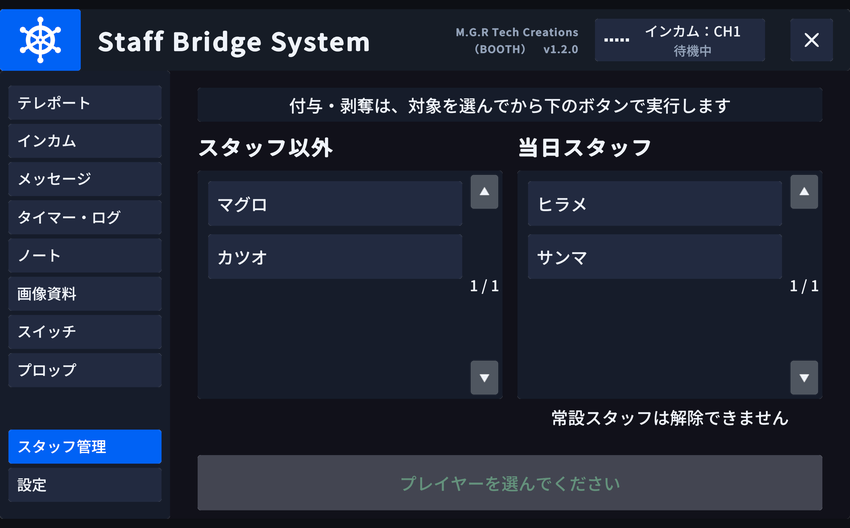 Staff Bridge System
M.G.R Tech Creations
（BOOTH） v1.2.0
インカム：CH1
待機中
テレポート
インカム
メッセージ
タイマー・ログ
ノート
画像資料
スイッチ
プロップ
スタッフ管理
設定
付与・剥奪は、対象を選んでから下のボタンで実行します
スタッフ以外
マグロ
カツオ
1 / 1
当日スタッフ
ヒラメ
サンマ
1 / 1
常設スタッフは解除できません
プレイヤーを選んでください